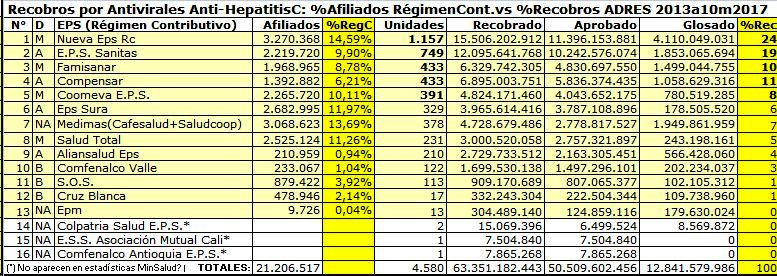 Recobros por Antivirales Anti-HepatitisC: %Afiliados RégimenCont.vs %Recobros ADRES 2013a10m2017
N° D EPS (Régimen Contributivo) Afiliados %RegC Unidades Recobrado Aprobado Glosado %Rec
1 M Nueva Eps Rc 3.270.368 14,59% 1.157 15.506.202.912 11.396.153.881 4.110.049.031 24
2 A E.P.S. Sanitas 2.219.720 9,90% 749 12.095.641.768 10.242.576.074 1.853.065.694 19
3 M Famisanar 1.968.965 8,78% 433 6.329.742.305 4.830.697.550 1.499.044.755 10
4 A Compensar 1.392.882 6,21% 433 6.895.003.751 5.836.374.435 1.058.629.316 11
5 M Coomeva E.P.S. 2.265.720 10,11% 391 4.824.171.460 4.043.652.175 780.519.285 8
6 A Eps Sura 2.682.995 11,97% 329 3.965.614.416 3.787.108.896 178.505.520 6
7 NA Medimas(Cafesalud+Saludcoop) 3.068.623 13,69% 378 4.728.679.486 2.778.817.527 1.949.861.959 7
8 M Salud Total 2.525.124 11,26% 231 3.000.520.058 2.757.321.897 243.198.161 5
9 A Aliansalud Eps 210.959 0,94% 210 2.729.733.512 2.163.305.451 566.428.060 4
10 B Comfenalco Valle 233.067 1,04% 122 1.699.530.138 1.497.296.201 202.234.037 3
11 B S.O.S. 879.422 3,92% 113 909.170.689 807.065.377 102.105.312 1
12 B Cruz Blanca 478.946 2,14% 17 332.243.285 222.504.344 109.738.940 1
13 NA Epm 9.726 0,04% 13 304.489.140 124.859.116 179.630.024 0
14 NA Colpatria Salud E.P.S.* 2 15.069.396 6.499.524 8.569.872 0
15 NA E.S.S. Asociación Mutual Cali* 1 7.504.840 7.504.840 0 0
16 NA Comfenalco Antioquia E.P.S.* 1 7.865.268 7.865.268 0 0
(*) No aparecen en estadísticas MinSalud? | TOTALES: 21.206.517 4.580 63.351.182.443 50.509.602.456 12.841.579.986 100